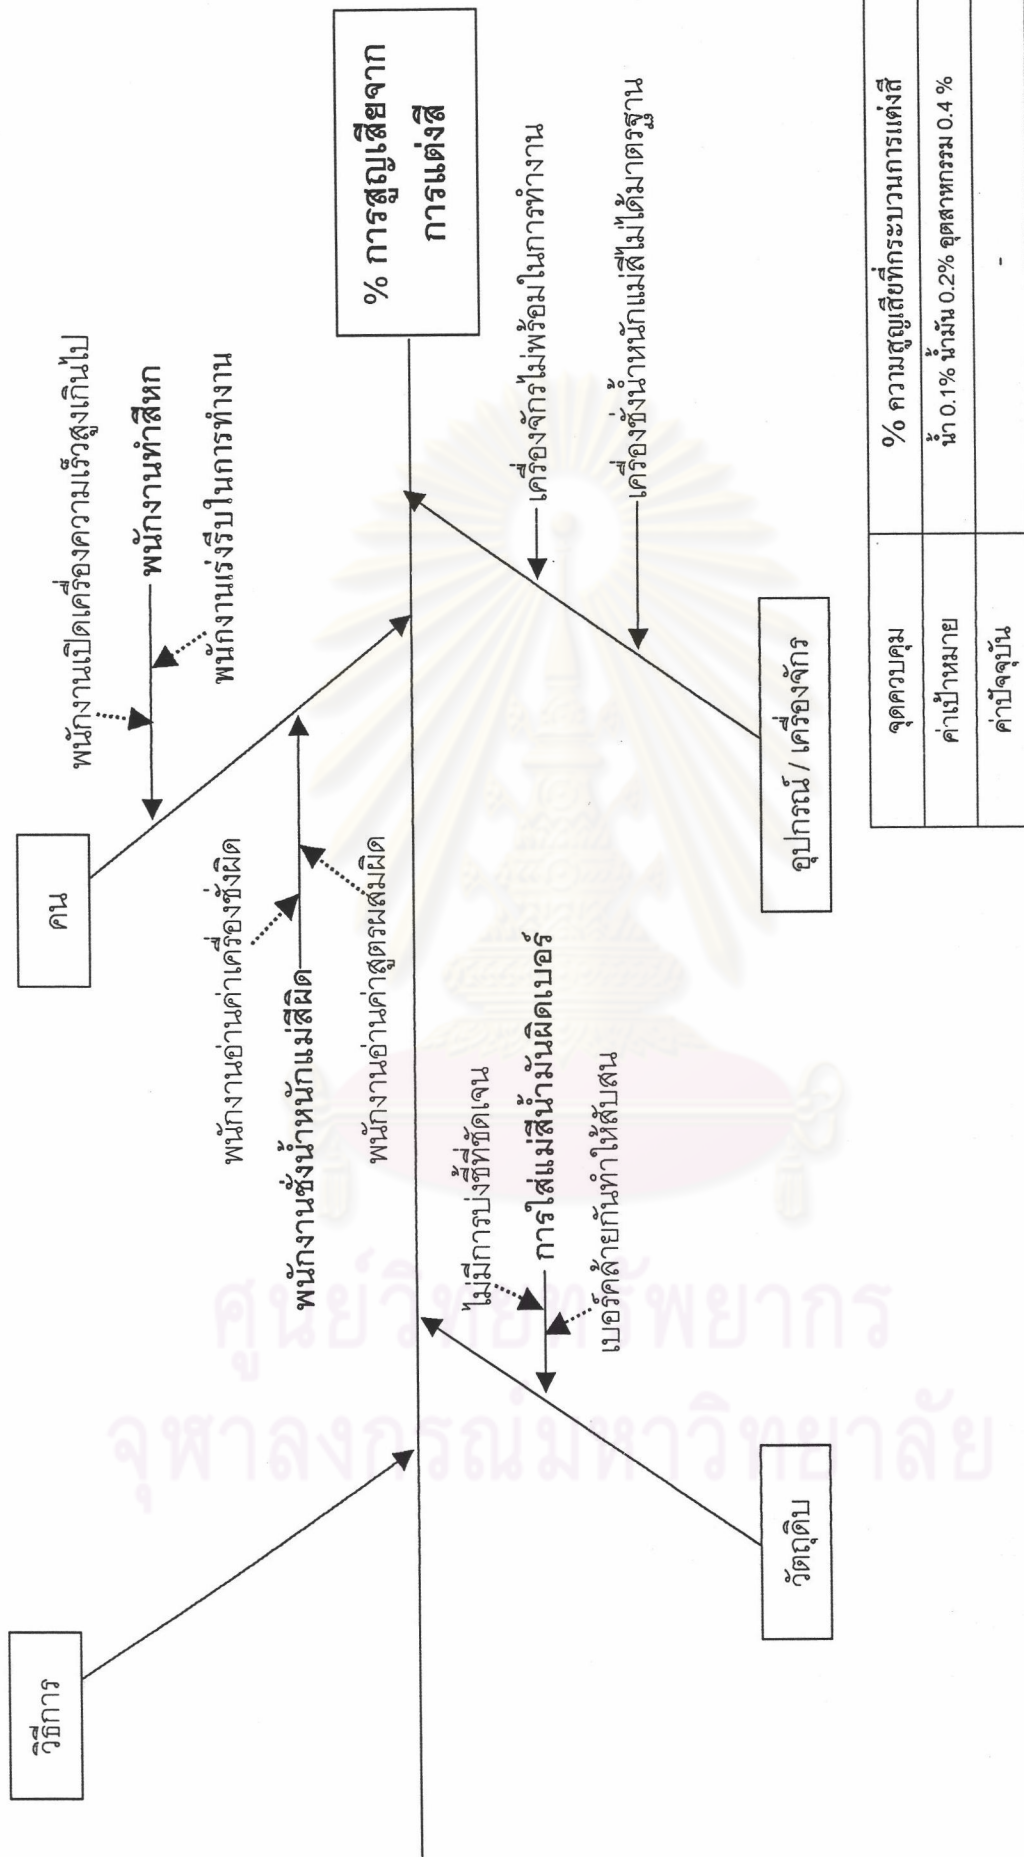 วิธีการ
คน
พนักงานเปิดเครื่องความเร็วสูงเกินไป
พนักงานทำสีหก
พนักงานเร่งรีบในการทำงาน
พนักงานอ่านค่าเครื่องชั่งผิด
พนักงานชั่งน้ำหนักแม่สีผิด
พนักงานอ่านค่าสูตรผสมผิด
% การสูญเสียจาก
การแต่งสี
ไม่มีการบ่งชี้ที่ชัดเจน
การใส่แม่สีน้ำมันผิดเบอร์
เบอร์คล้ายกันทำให้สับสน
เครื่องจักรไม่พร้อมในการทำงาน
เครื่องชั่งน้ำหนักแม่สีไม่ได้มาตรฐาน
วัตถุดิบ
อุปกรณ์ / เครื่องจักร
จุดควบคุม
% ความสูญเสียที่กระบวนการแต่งสี
ค่าเป้าหมาย
น้ำ 0.1% น้ำมัน 0.2% อุตสาหกรรม 0.4 %
ค่าปัจจุบัน
-
ศูนย์วิทยทรัพยากร
จุฬาลงกรณ์มหาวิทยาลัย